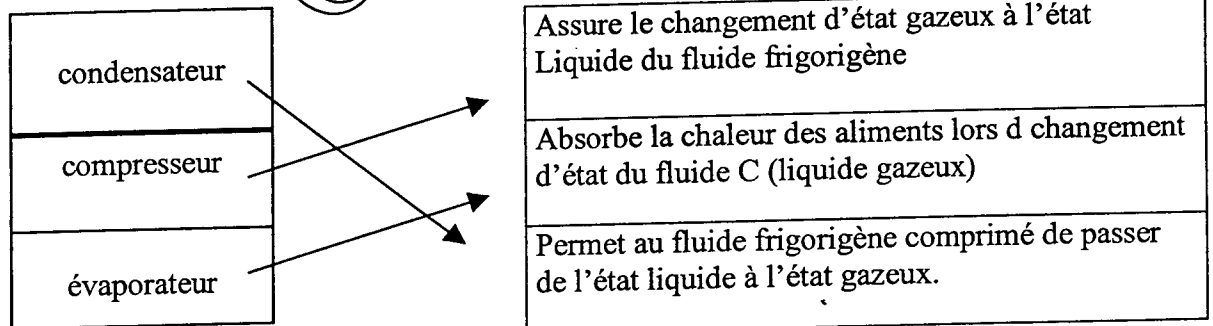 condensateur
compresseur
évaporateur
Assure le changement d'état gazeux à l'état
Liquide du fluide frigorigène
Absorbe la chaleur des aliments lors d changement
d'état du fluide C (liquide gazeux)
Permet au fluide frigorigène comprimé de passer
de l'état liquide à l'état gazeux.